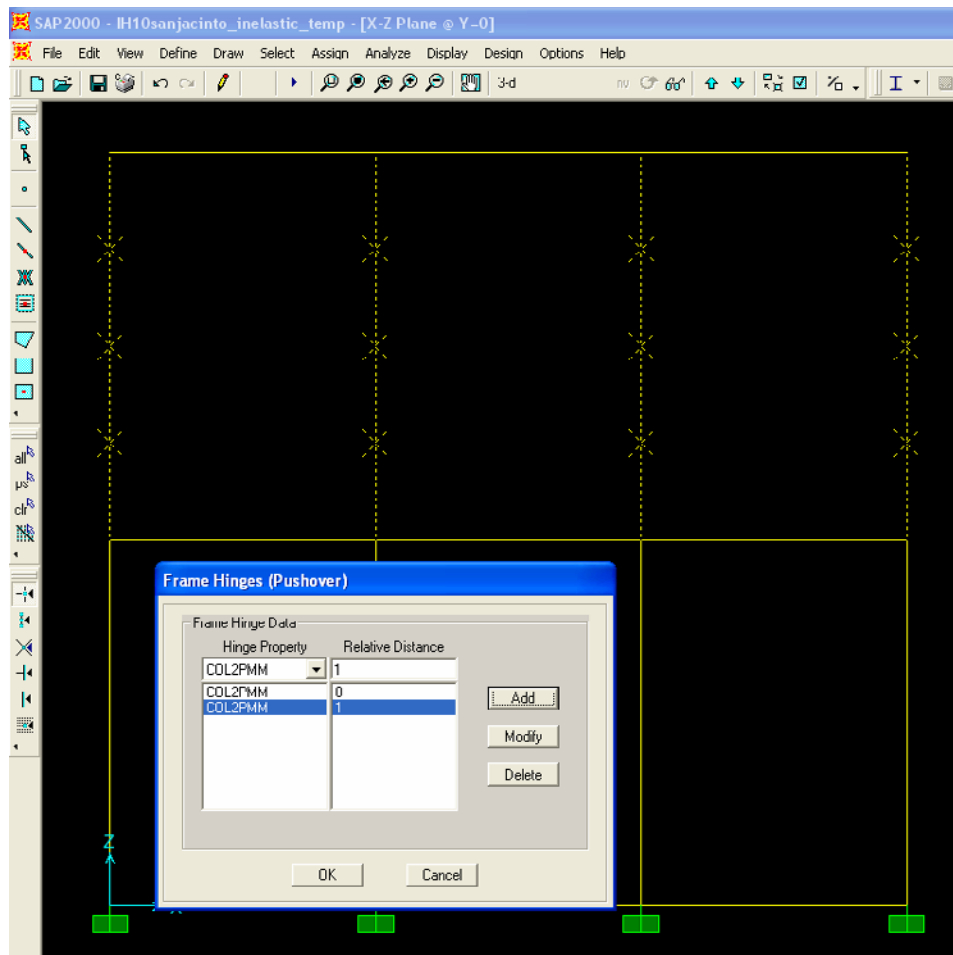 SAP2000 - IH10sanjacinto_inelastic_temp - [X-Z Plane @ Y-0]
File Edit View Define Draw Select Assign Analyze Display Design Options Help
3-d nv
all
ps
clr
Frame Hinges (Pushover)
Frame Hinge Data
Hinge Property Relative Distance
COL2PMM 1
COL2PMM 0
COL2PMM 1
Add
Modify
Delete
OK Cancel
Z
X